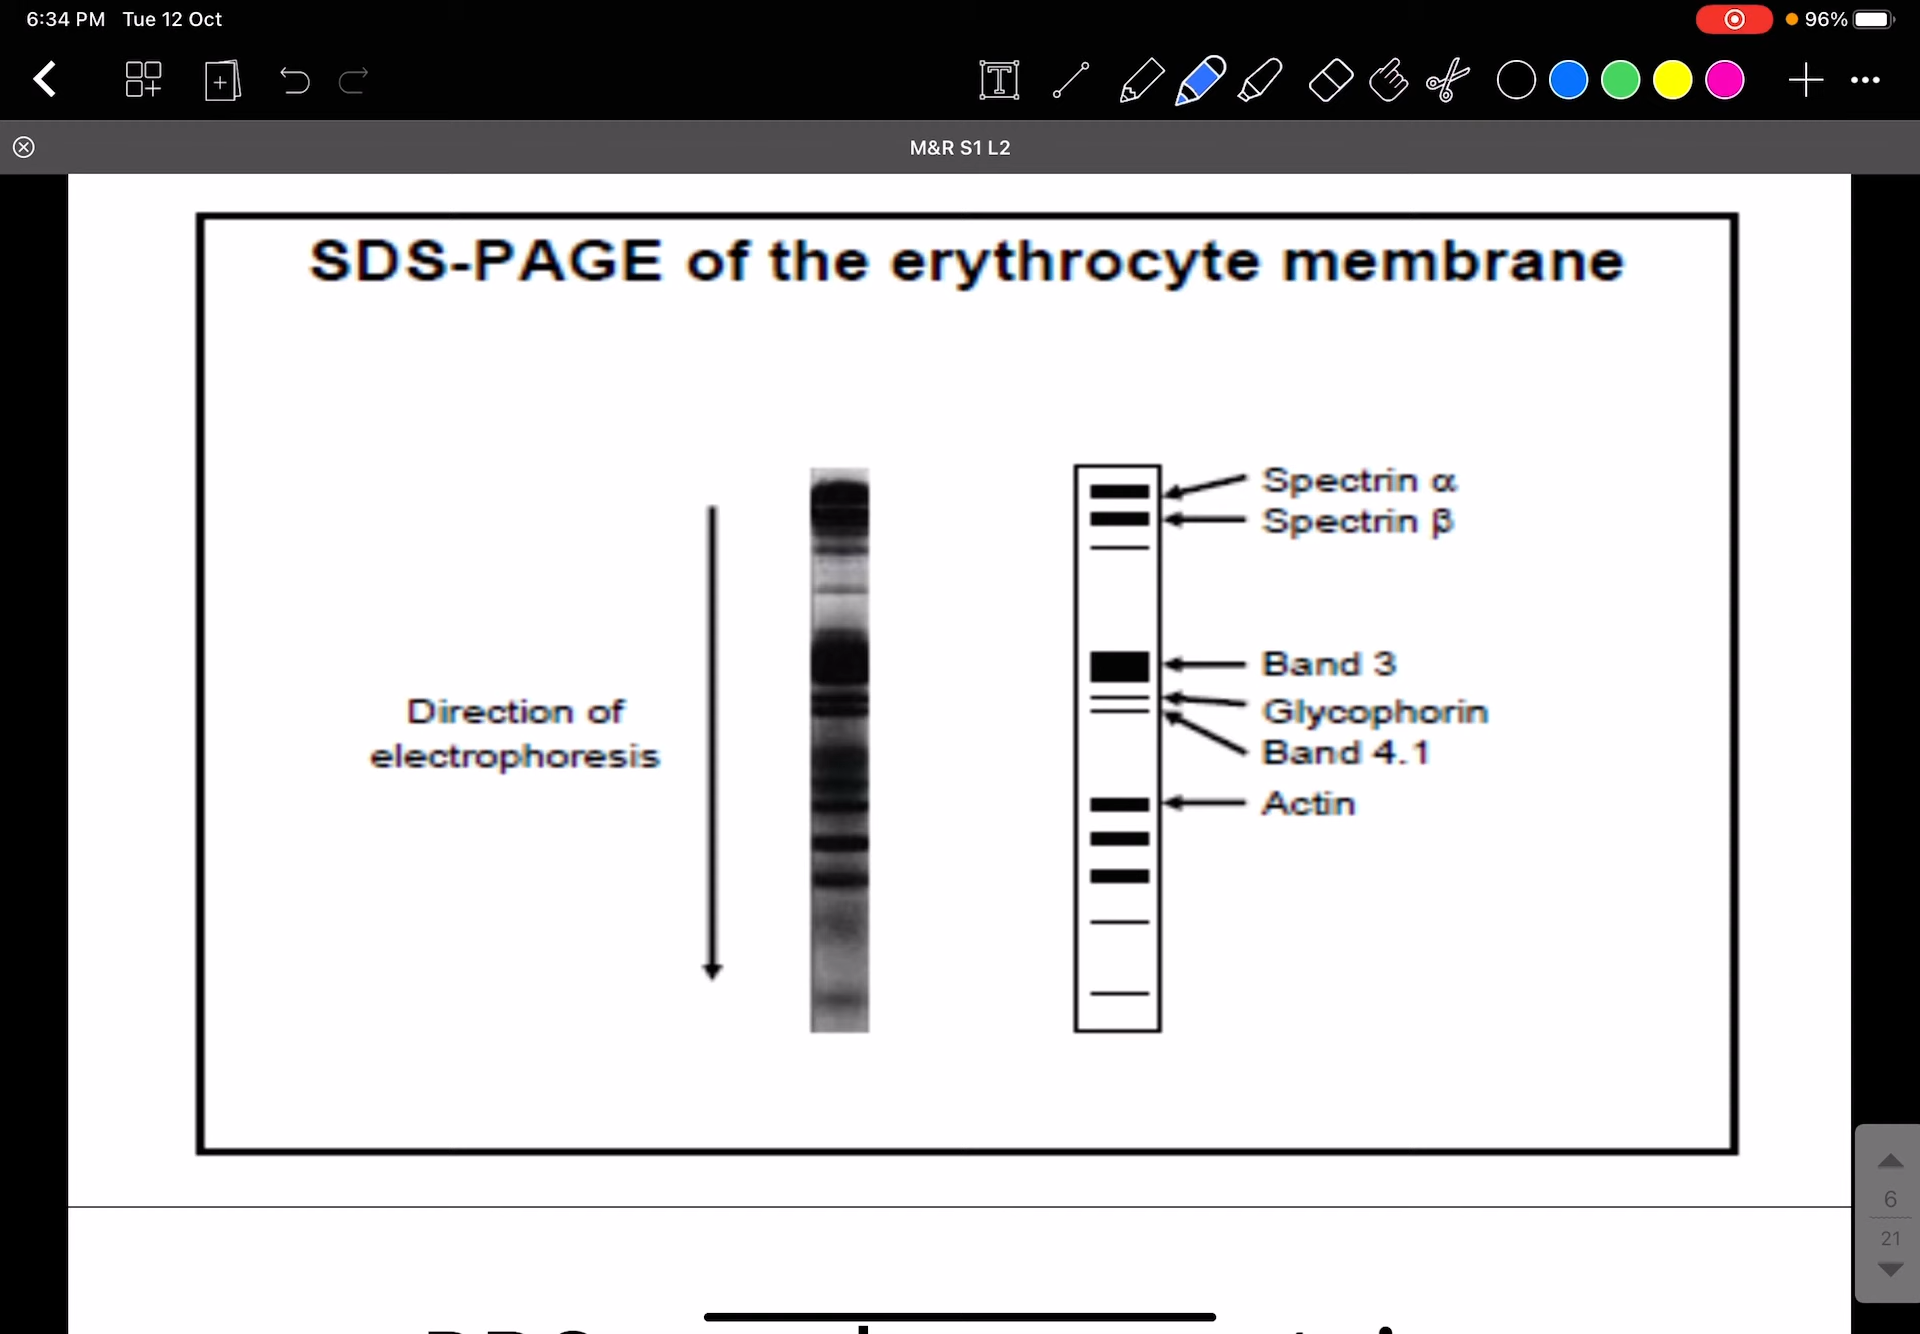 6:34 PM Tue 12 Oct
96%
M&R S1 L2
SDS-PAGE of the erythrocyte membrane
Spectrin α
Spectrin β
Band 3
Direction of
electrophoresis
Glycophorin
Band 4.1
Actin
6
21